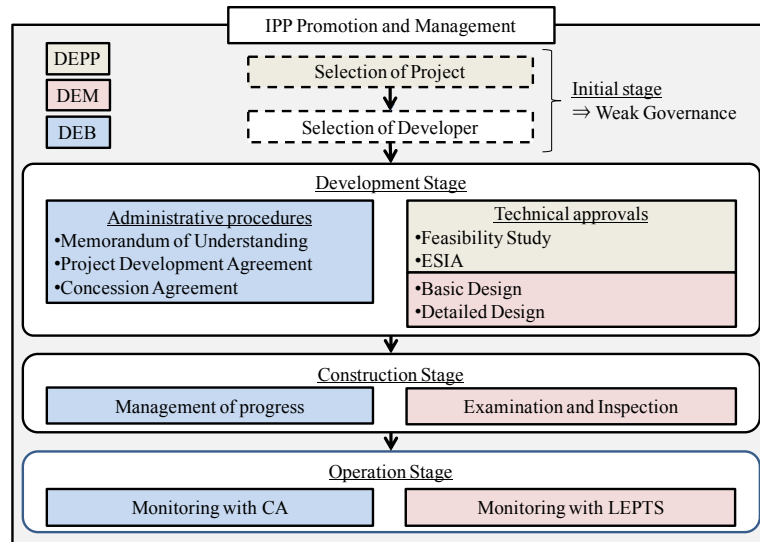 IPP Promotion and Management
DEPP
DEM
DEB
Selection of Project
Selection of Developer
Initial stage
⇒ Weak Governance
Development Stage
Administrative procedures
•Memorandum of Understanding
•Project Development Agreement
•Concession Agreement
Technical approvals
•Feasibility Study
•ESIA
•Basic Design
•Detailed Design
Construction Stage
Management of progress
Examination and Inspection
Operation Stage
Monitoring with CA
Monitoring with LEPTS